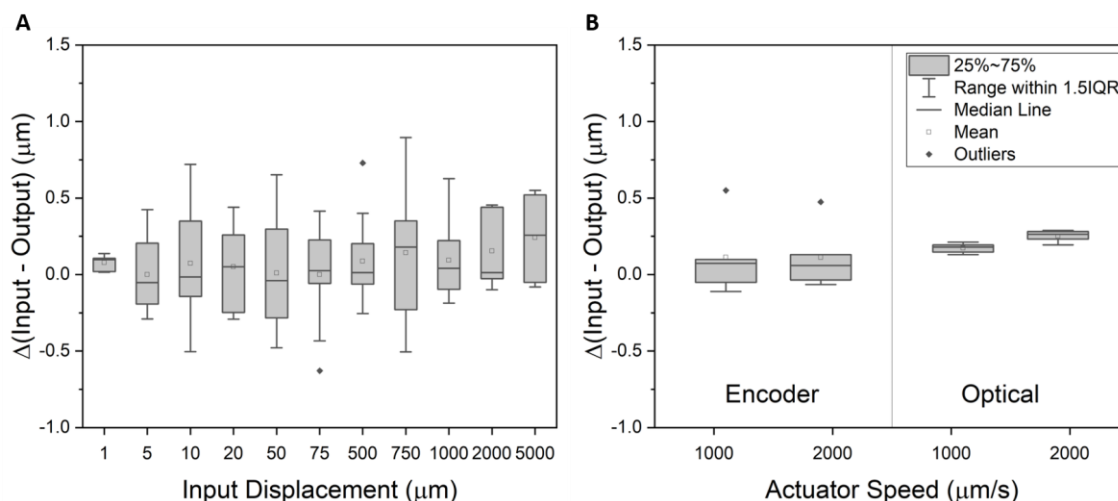 A
1.5
1.0
0.5
0.0
-0.5
-1.0
Δ(Input - Output) (μm)
1 5 10 20 50 75 500 750 1000 2000 5000
Input Displacement (μm)
B
1.5
1.0
0.5
0.0
-0.5
-1.0
Δ(Input - Output) (μm)
25%~75%
Range within 1.5IQR
Median Line
Mean
Outliers
Encoder Optical
1000 2000 1000 2000
Actuator Speed (μm/s)